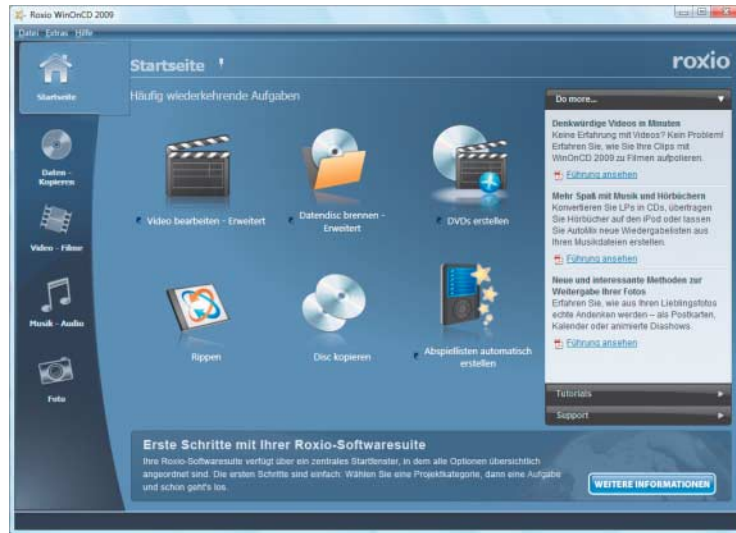 Roxio WinOnCD 2009
Datei Extras Hilfe
Startseite
roxio
Häufig wiederkehrende Aufgaben
Startseite
Daten -
Kopieren
Video - Filme
Musik - Audio
Foto
Video bearbeiten - Erweitert
Datendisc brennen -
Erweitert
DVDs erstellen
Rippen
Disc kopieren
Abspiellisten automatisch
erstellen
Do more...
Denkwürdige Videos in Minuten
Keine Erfahrung mit Videos? Kein Problem!
Erfahren Sie, wie Sie Ihre Clips mit
WinOnCD 2009 zu Filmen aufpolieren.
Führung ansehen
Mehr Spaß mit Musik und Hörbüchern
Konvertieren Sie LPs in CDs, übertragen
Sie Hörbücher auf den iPod oder lassen
Sie AutoMix neue Wiedergabelisten aus
Ihren Musikdateien erstellen.
Führung ansehen
Neue und interessante Methoden zur
Weitergabe Ihrer Fotos
Erfahren Sie, wie aus Ihren Lieblingsfotos
echte Andenken werden – als Postkarten,
Kalender oder animierte Diashows.
Führung ansehen
Tutorials
Support
Erste Schritte mit Ihrer Roxio-Softwaresuite
Ihre Roxio-Softwaresuite verfügt über ein zentrales Startfenster, in dem alle Optionen übersichtlich
angeordnet sind. Die ersten Schritte sind einfach: Wählen Sie eine Projektkategorie, dann eine Aufgabe
und schon geht's los.
WEITERE INFORMATIONEN